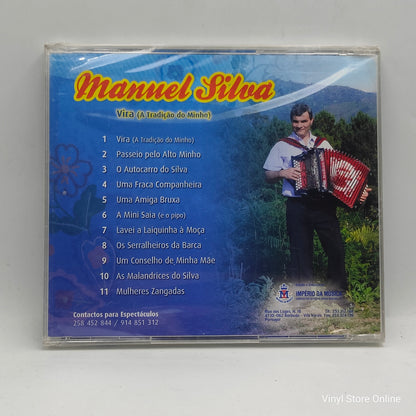 Manuel Silva
Vira (A Tradição do Minho)
1 Vira (A Tradição do Minho)
2 Passeio pelo Alto Minho
3 O Autocarro do Silva
4 Uma Fraca Companheira
5 Uma Amiga Bruxa
6 A Mini Saia (e o pipo)
7 Lavei a Laiquinha à Moça
8 Os Serralheiros da Barca
9 Um Conselho de Minha Mãe
10 As Malandrices do Silva
11 Mulheres Zangadas
Contactos para Espectáculos
258 452 844 / 914 851 312
IMPÉRIO DA MÚSICA
Portugal
Vinyl Store Online